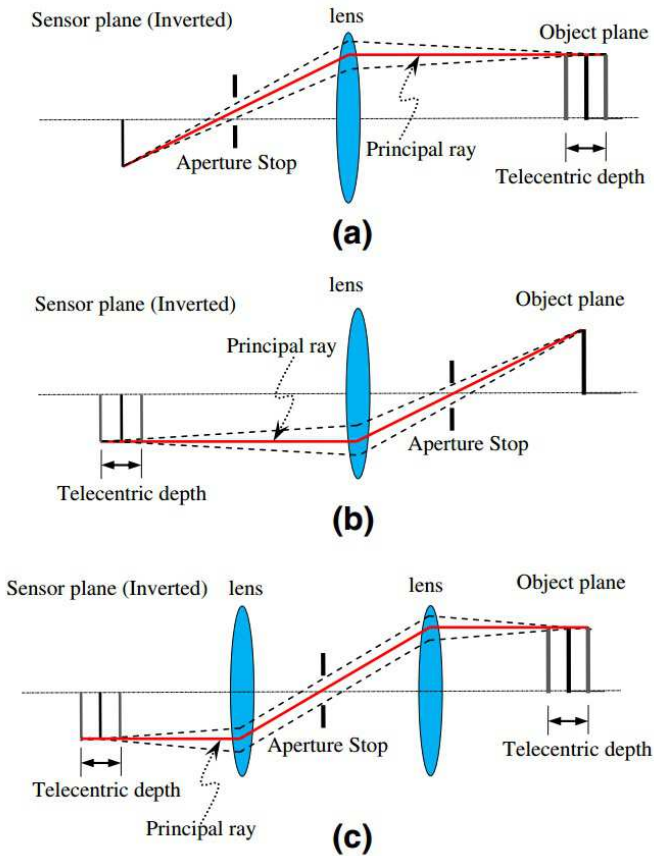 Sensor plane (Inverted)
lens
Object plane
Aperture Stop
Principal ray
Telecentric depth
(a)
Sensor plane (Inverted)
lens
Object plane
Principal ray
Aperture Stop
Telecentric depth
(b)
Sensor plane (Inverted)
lens
lens
Object plane
Aperture Stop
Telecentric depth
Telecentric depth
Principal ray
(c)